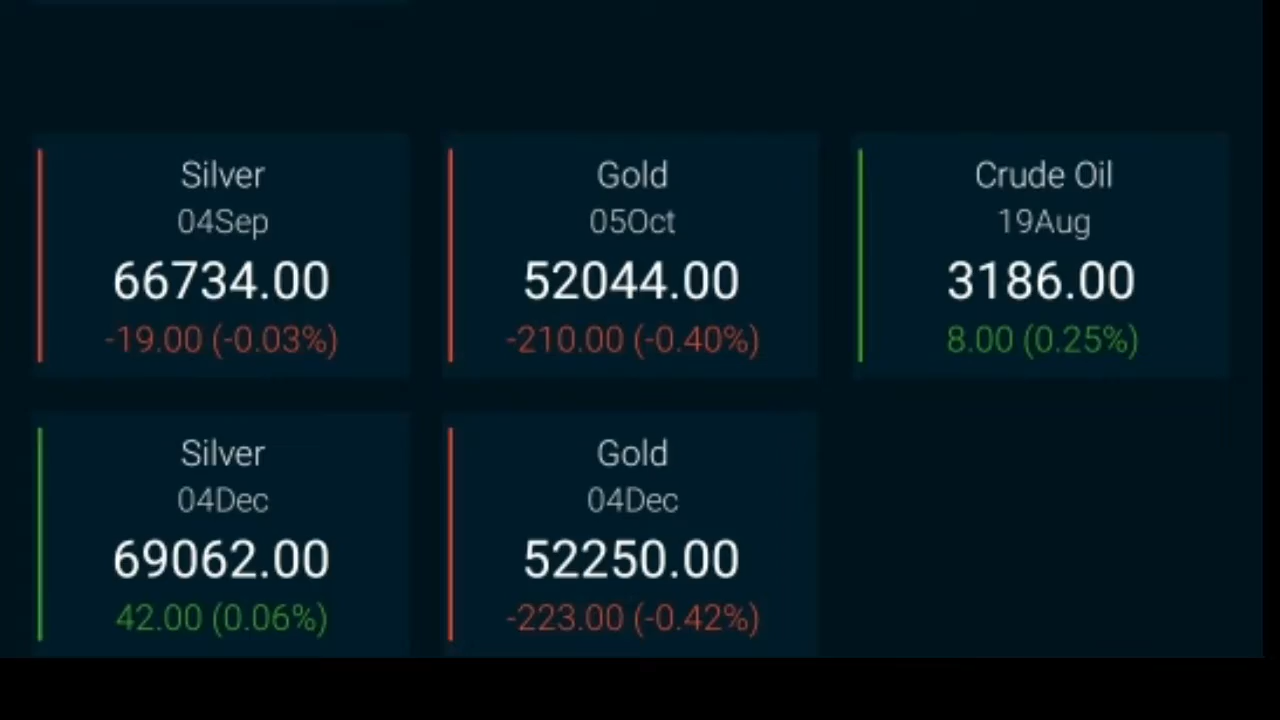 Silver
04Sep
66734.00
-19.00 (-0.03%)
Gold
05Oct
52044.00
-210.00 (-0.40%)
Crude Oil
19Aug
3186.00
8.00 (0.25%)
Silver
04Dec
69062.00
42.00 (0.06%)
Gold
04Dec
52250.00
-223.00 (-0.42%)